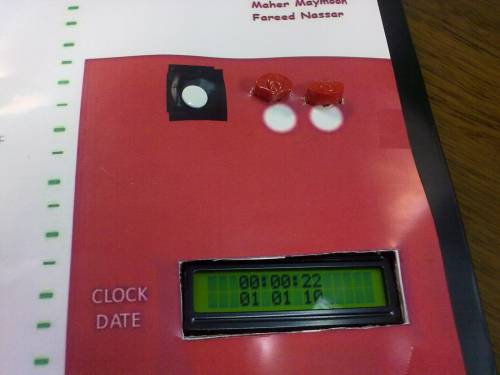 Maher Maymoon
Fareed Nassar
00:00:22
01 01 10
CLOCK
DATE